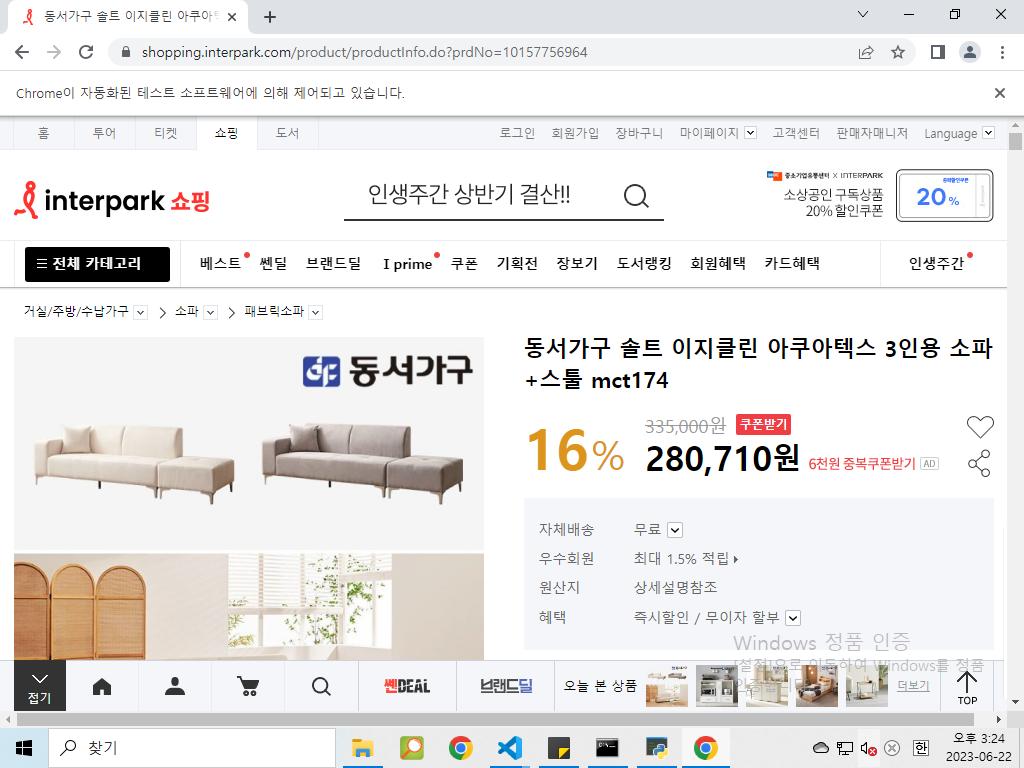 동서가구 솔트 이지클린 아쿠아텍
shopping.interpark.com/product/productInfo.do?prdNo=10157756964
Chrome이 자동화된 테스트 소프트웨어에 의해 제어되고 있습니다.
홈 투어 티켓 쇼핑 도서 로그인 회원가입 장바구니 마이페이지 고객센터 판매자매니저 Language
interpark 쇼핑
인생주간 상반기 결산!!
중소기업유통센터 X INTERPARK
소상공인 구독상품
20% 할인쿠폰
20%
전체 카테고리 베스트 쎈딜 브랜드딜 I prime 쿠폰 기획전 장보기 도서랭킹 회원혜택 카드혜택 인생주간
거실/주방/수납가구 소파 패브릭소파
동서가구
동서가구 솔트 이지클린 아쿠아텍스 3인용 소파
+스툴 mct174
16%
335,000원 쿠폰받기
280,710원 6천원 중복쿠폰받기 AD
자체배송 무료
우수회원 최대 1.5% 적립
원산지 상세설명참조
혜택 즉시할인 / 무이자 할부
Windows 정품 인증
[설정]으로 이동하여 Windows를 정품
접기
쎈DEAL
브랜드딜
오늘 본 상품
더보기
TOP
찾기
한
오후 3:24
2023-06-22